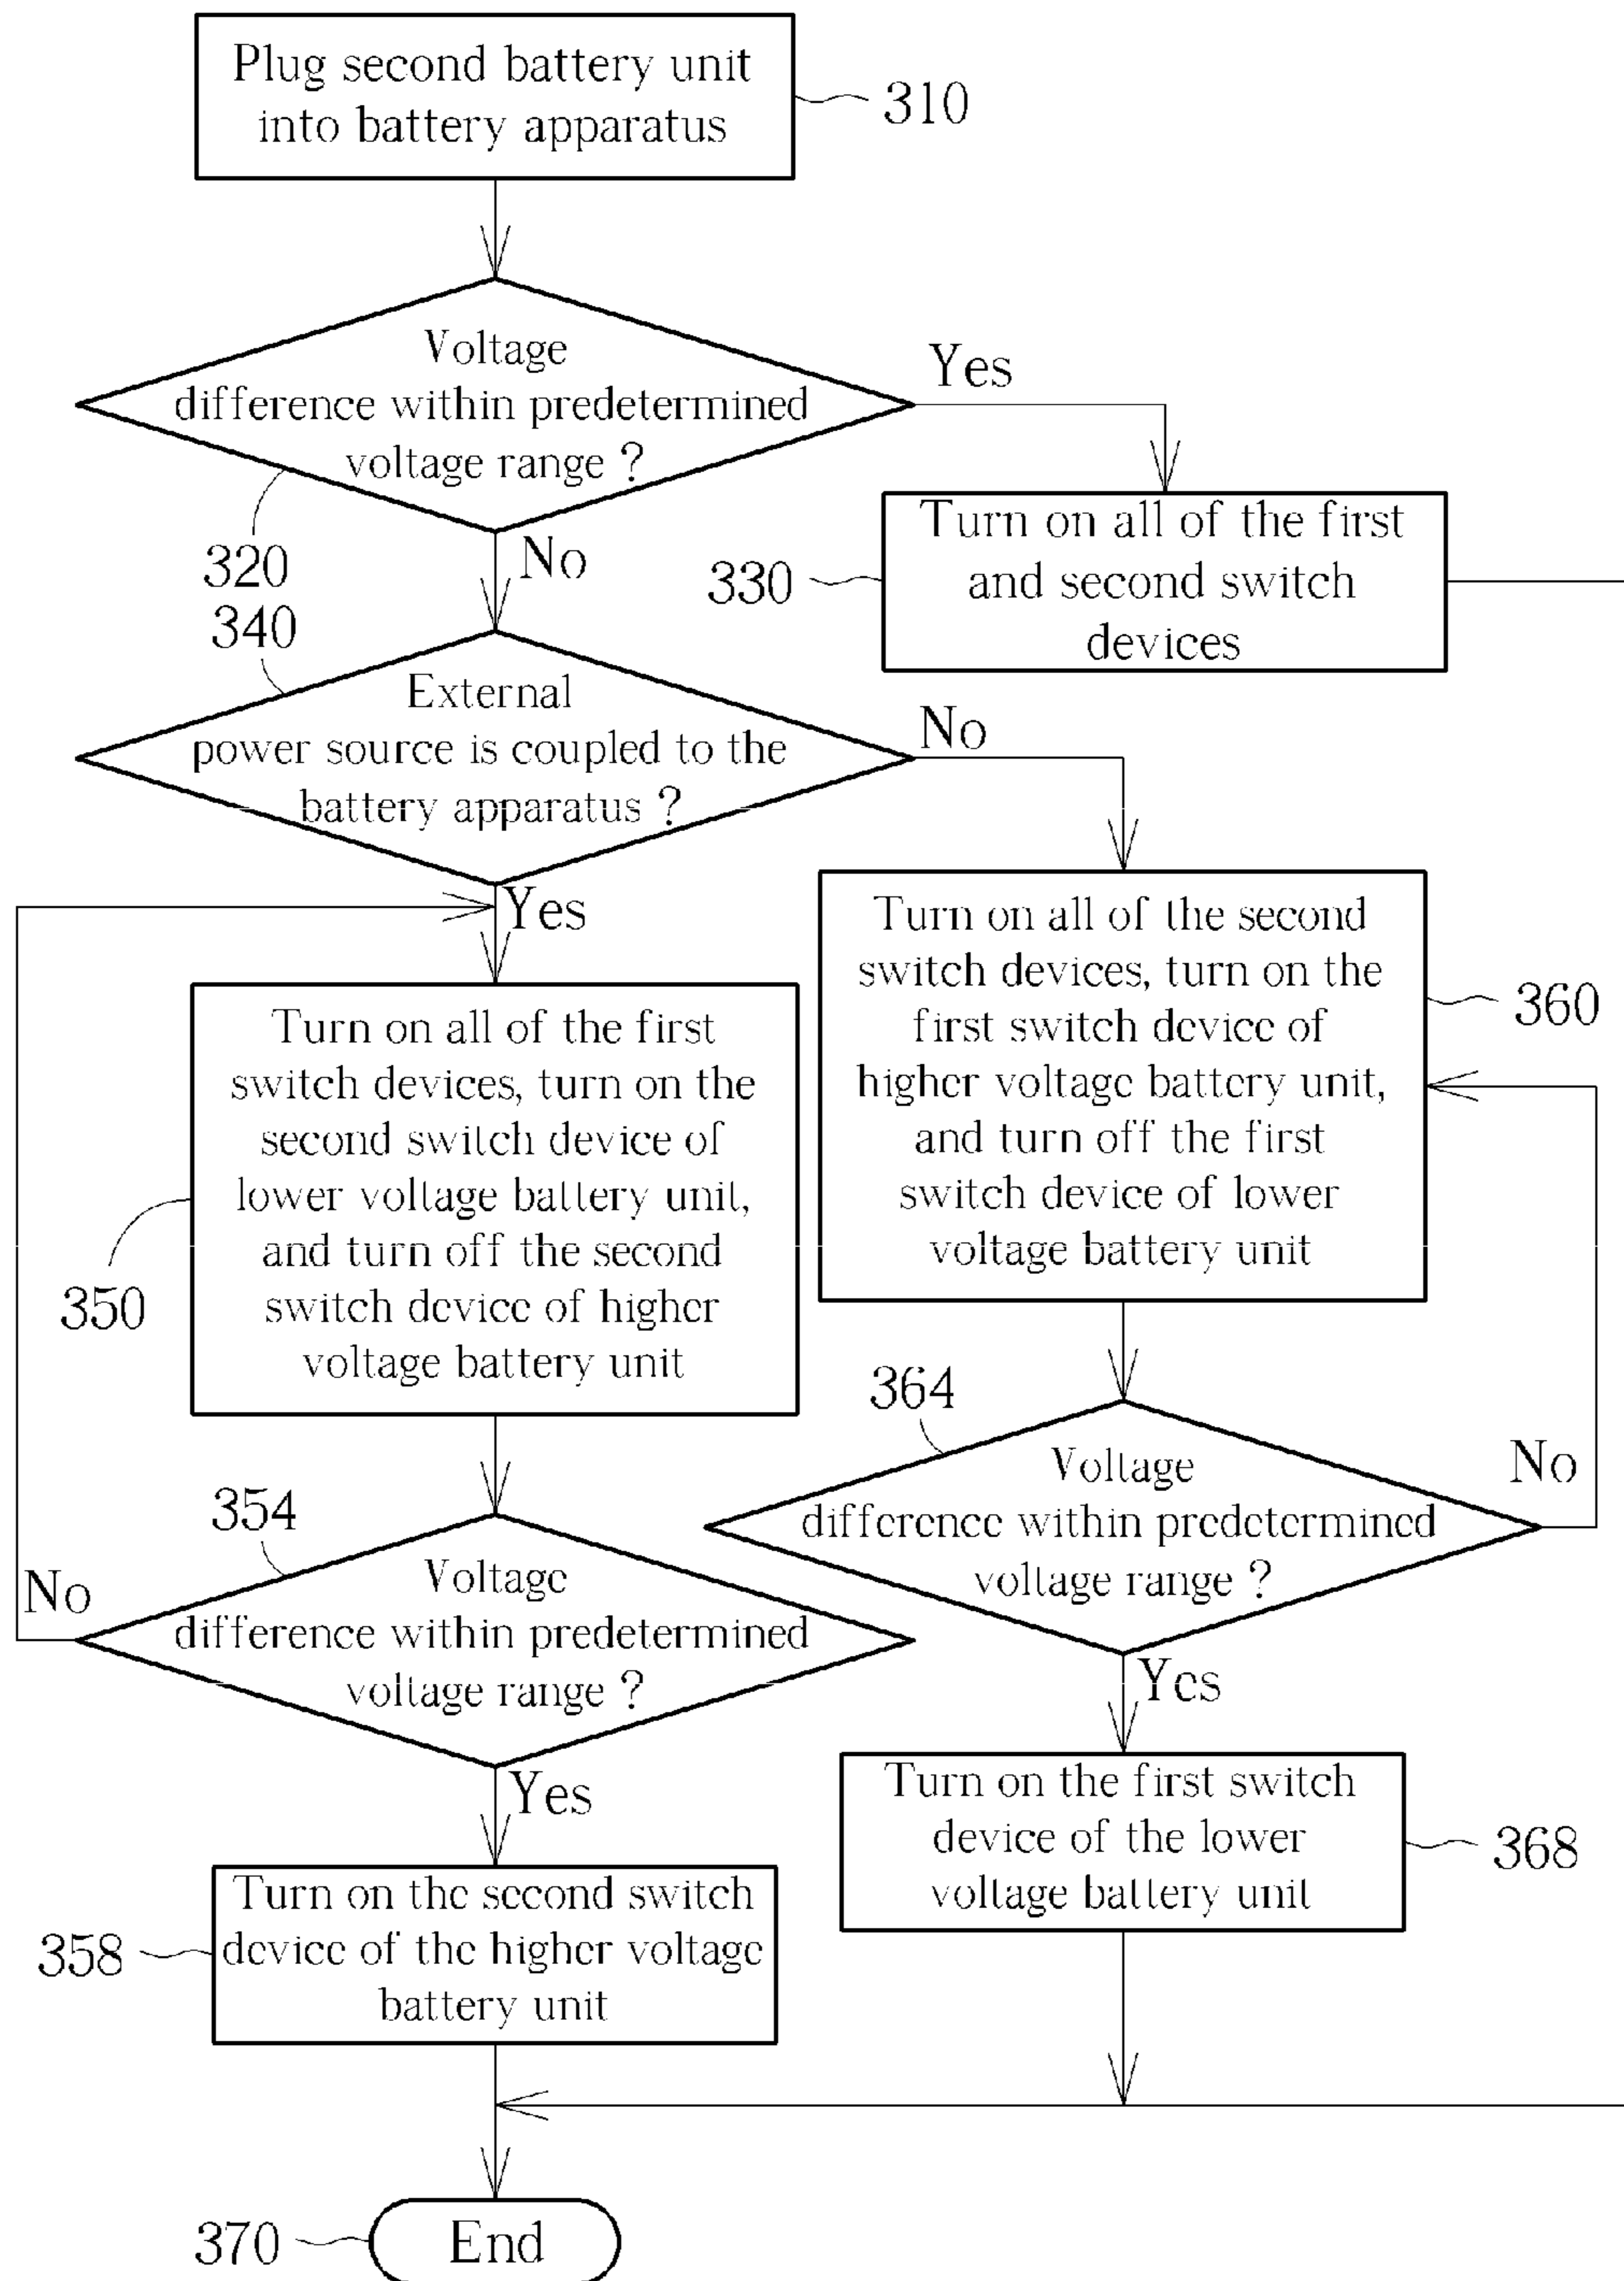 Plug second battery unit
into battery apparatus
310
Voltage
difference within predetermined
voltage range ?
320
Yes
No
Turn on all of the first
and second switch
devices
330
340
External
power source is coupled to the
battery apparatus ?
No
Yes
Turn on all of the second
switch devices, turn on the
first switch device of
higher voltage battery unit,
and turn off the first
switch device of lower
voltage battery unit
360
Turn on all of the first
switch devices, turn on the
second switch device of
lower voltage battery unit,
and turn off the second
switch device of higher
voltage battery unit
350
364
Voltage
difference within predetermined
voltage range ?
No
Yes
354
Voltage
difference within predetermined
voltage range ?
No
Yes
Turn on the first switch
device of the lower
voltage battery unit
368
Turn on the second switch
device of the higher voltage
battery unit
358
370
End